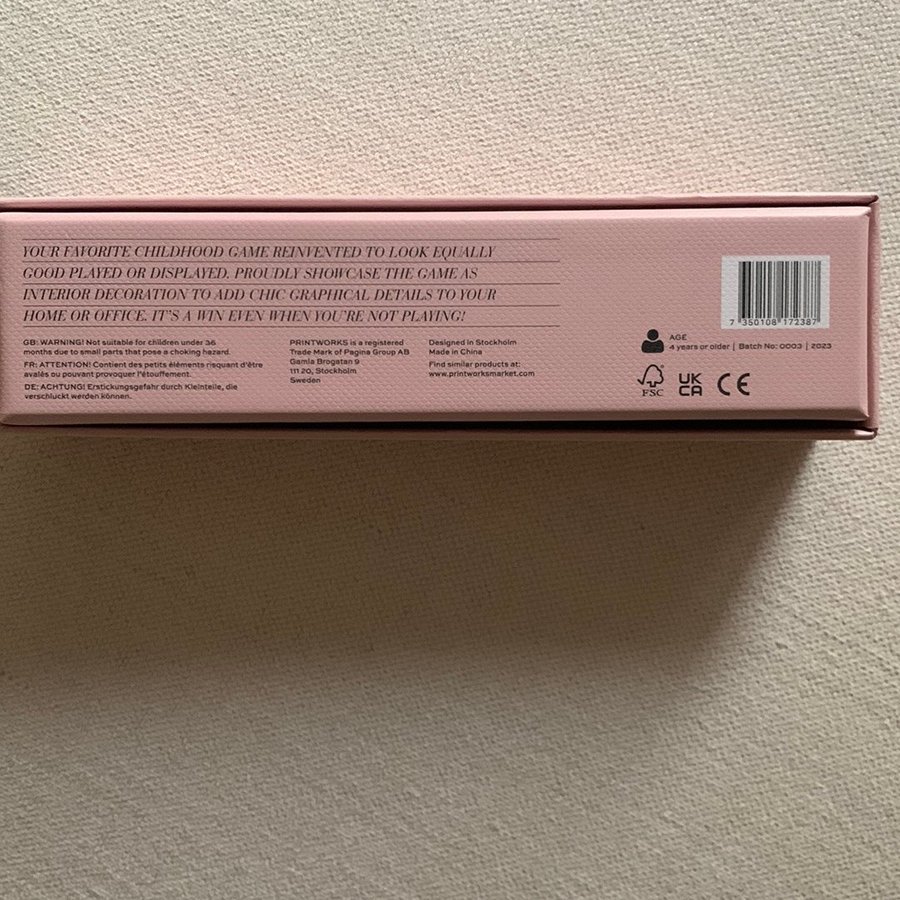 YOUR FAVORITE CHILDHOOD GAME REINVENTED TO LOOK EQUALLY
GOOD PLAYED OR DISPLAYED. PROUDLY SHOWCASE THE GAME AS
INTERIOR DECORATION TO ADD CHIC GRAPHICAL DETAILS TO YOUR
HOME OR OFFICE. IT'S A WIN EVEN WHEN YOU'RE NOT PLAYING!
GB: WARNING! Not suitable for children under 36
months due to small parts that pose a choking hazard.
FR: ATTENTION! Contient des petits éléments risquant d'être
avalés ou pouvant provoquer l'étouffement.
DE: ACHTUNG! Erstickungsgefahr durch Kleinteile, die
verschluckt werden können.
PRINTWORKS is a registered
Trade Mark of Pagina Group AB
Gamla Brogatan 9
111 20, Stockholm
Sweden
Designed in Stockholm
Made in China
Find similar products at:
www.printworksmarket.com
7 350108 172387
AGE
4 years or older | Batch No: 0003 | 2023
FSC
UK
CA
CE